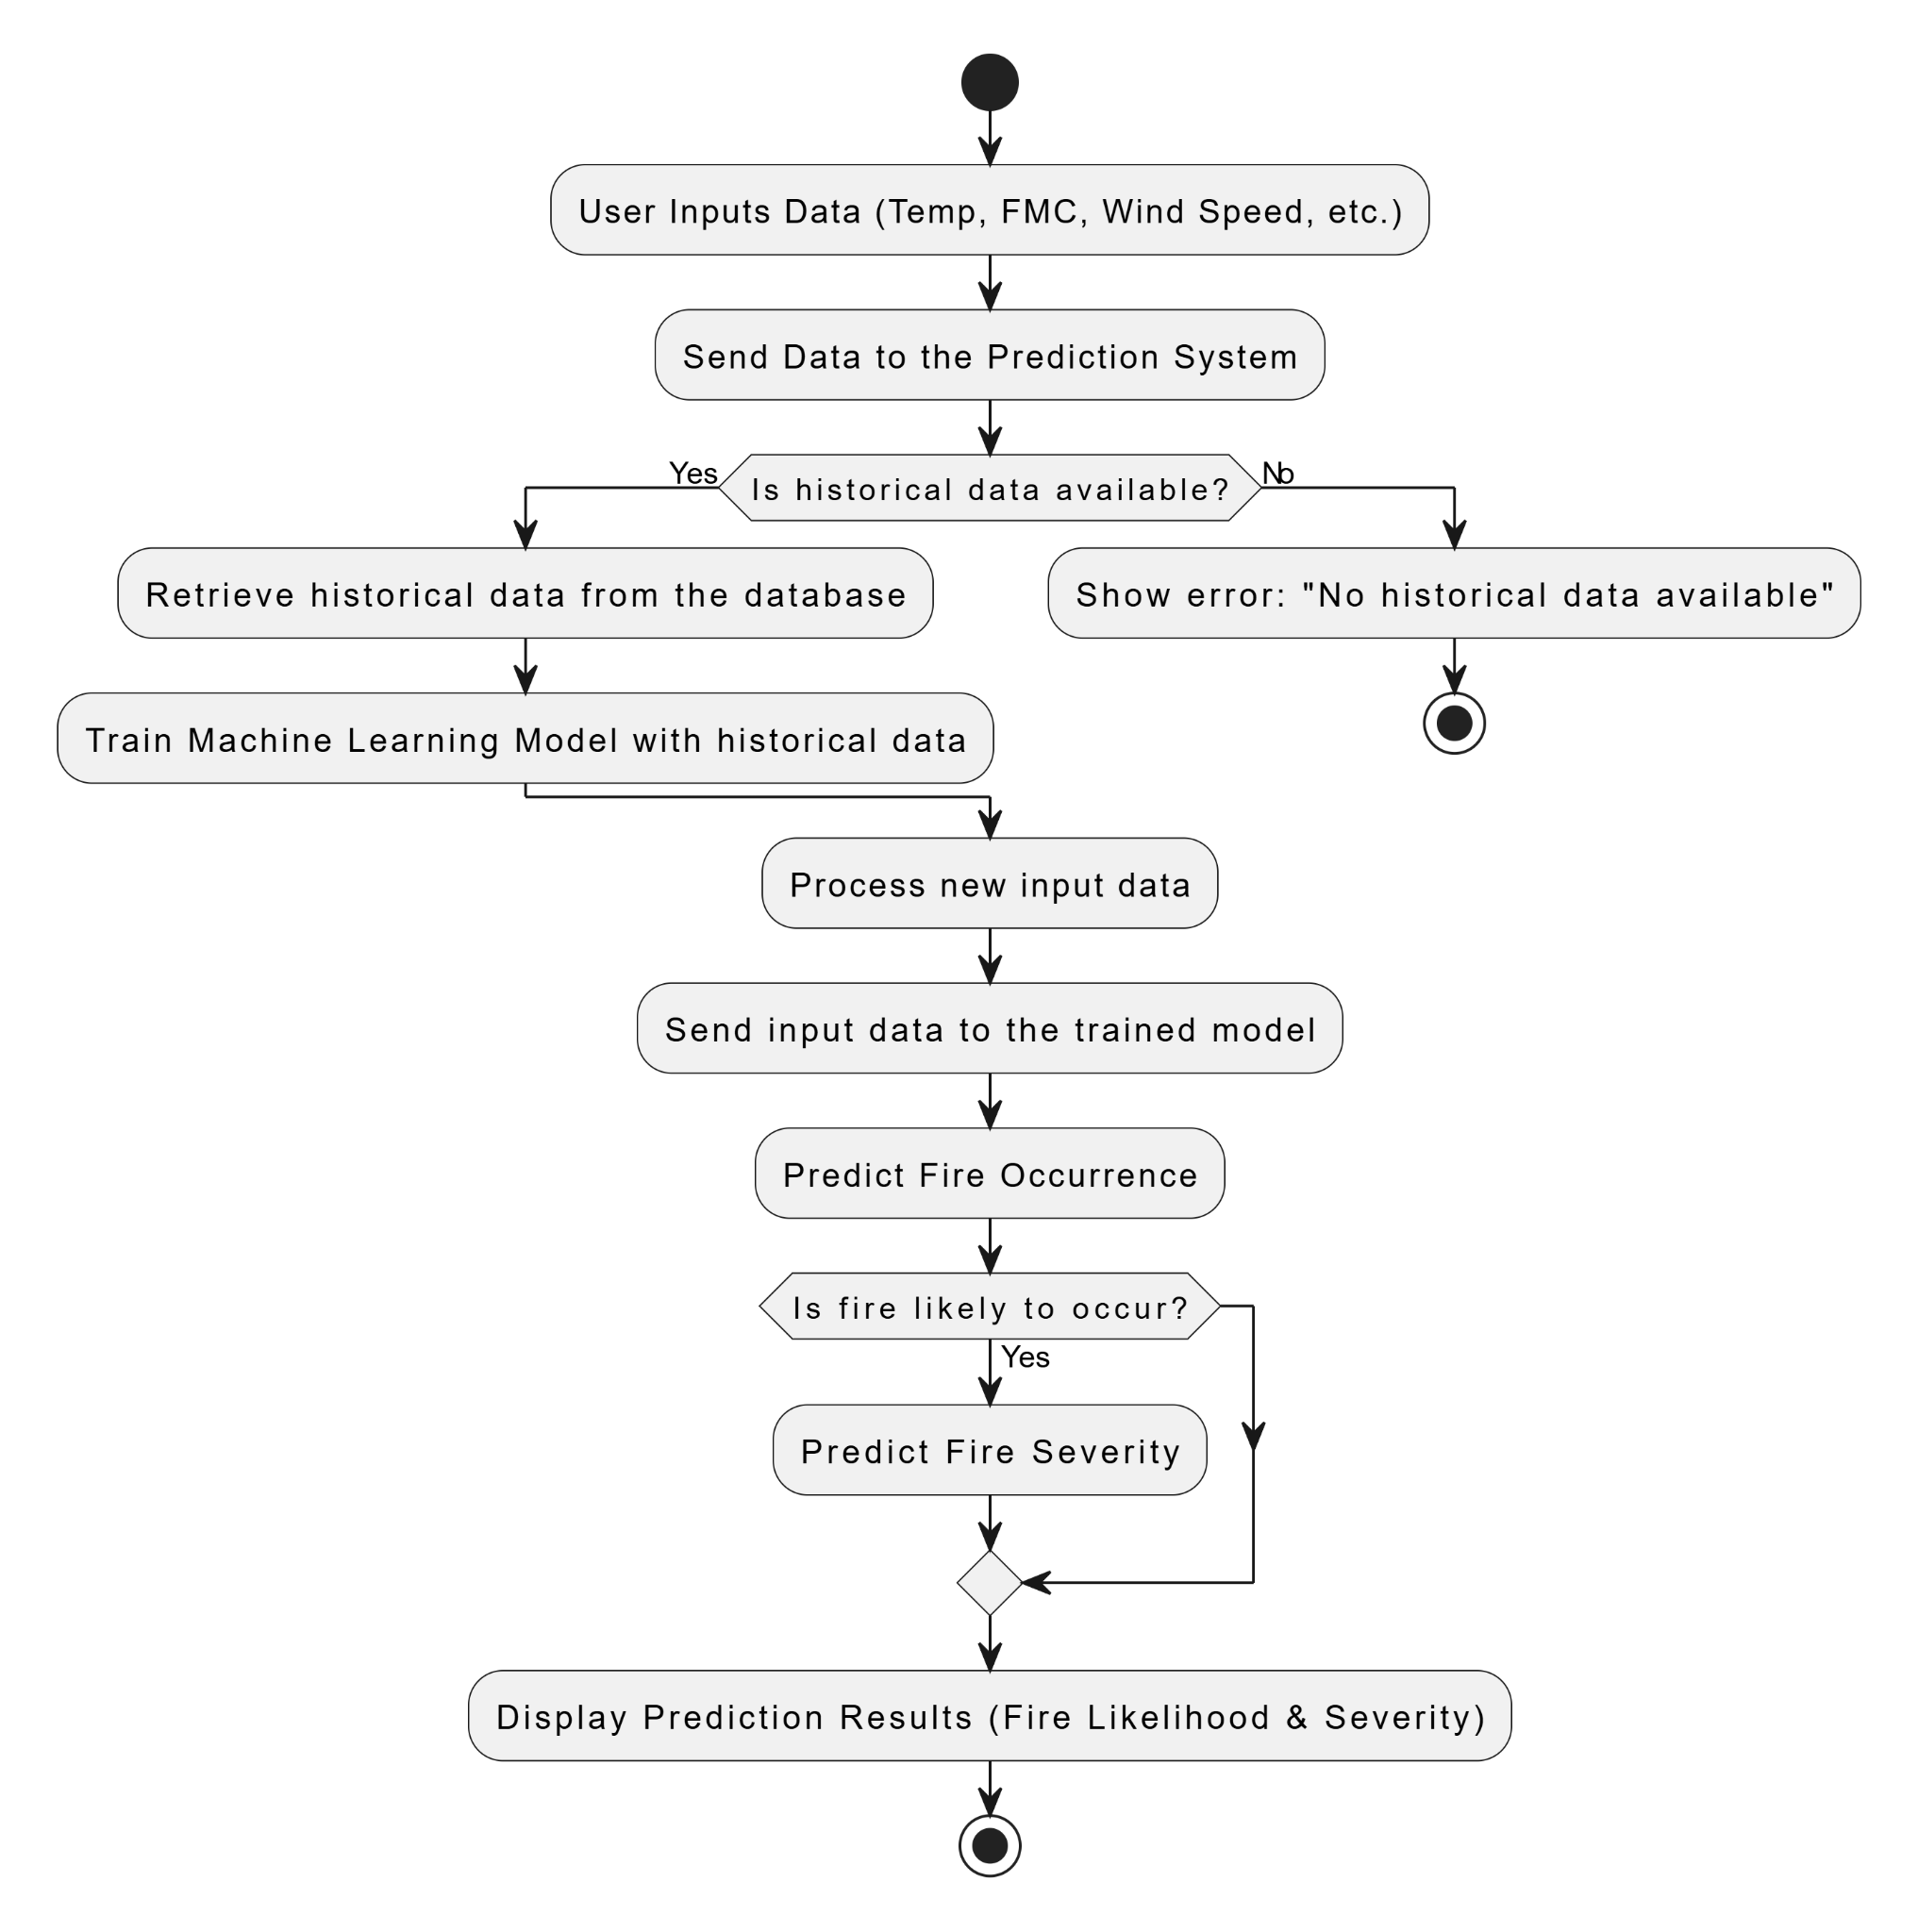 User Inputs Data (Temp, FMC, Wind Speed, etc.)
Send Data to the Prediction System
Yes
Is historical data available?
No
Retrieve historical data from the database
Show error: "No historical data available"
Train Machine Learning Model with historical data
Process new input data
Send input data to the trained model
Predict Fire Occurrence
Is fire likely to occur?
Yes
Predict Fire Severity
Display Prediction Results (Fire Likelihood & Severity)